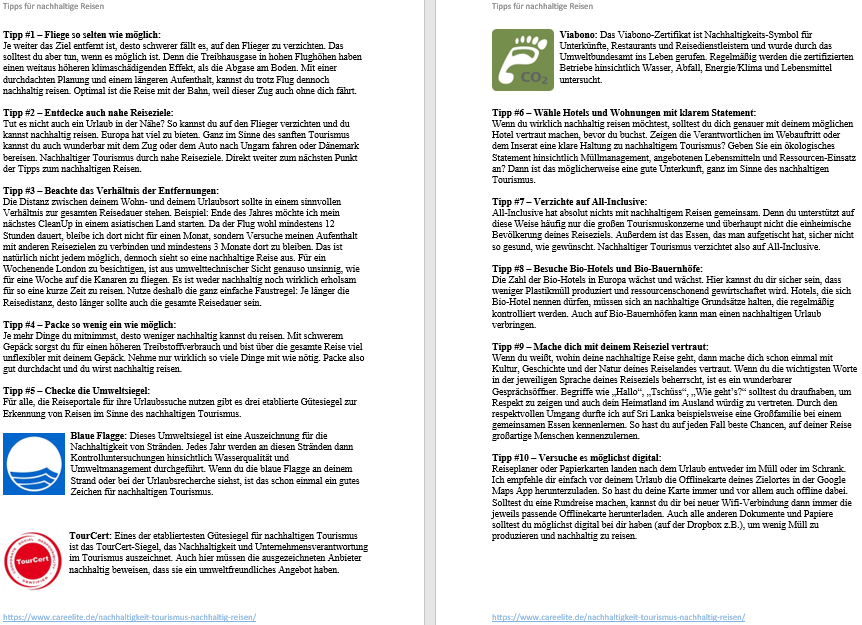 Tipps für nachhaltige Reisen
Tipp #1 – Fliege so selten wie möglich:
Je weiter das Ziel entfernt ist, desto schwerer fällt es, auf den Flieger zu verzichten. Das
solltest du aber tun, wenn es möglich ist. Denn die Treibhausgase in hohen Flughöhen haben
einen weitaus höheren klimaschädigenden Effekt, als die Abgase am Boden. Mit einer
durchdachten Planung und einem längeren Aufenthalt, kannst du trotz Flug dennoch
nachhaltig reisen. Optimal ist die Reise mit der Bahn, weil dieser Zug auch ohne dich fährt.
Tipp #2 – Entdecke auch nahe Reiseziele:
Tut es nicht auch ein Urlaub in der Nähe? So kannst du auf den Flieger verzichten und du
kannst nachhaltig reisen. Europa hat viel zu bieten. Ganz im Sinne des sanften Tourismus
kannst du auch wunderbar mit dem Zug oder dem Auto nach Ungarn fahren oder Dänemark
bereisen. Nachhaltiger Tourismus durch nahe Reiseziele. Direkt weiter zum nächsten Punkt
der Tipps zum nachhaltigen Reisen.
Tipp #3 – Beachte das Verhältnis der Entfernungen:
Die Distanz zwischen deinem Wohn- und deinem Urlaubsort sollte in einem sinnvollen
Verhältnis zur gesamten Reisedauer stehen. Beispiel: Ende des Jahres möchte ich mein
nächstes CleanUp in einem asiatischen Land starten. Da der Flug wohl mindestens 12
Stunden dauert, bleibe ich dort nicht für einen Monat, sondern Versuche meinen Aufenthalt
mit anderen Reisezielen zu verbinden und mindestens 3 Monate dort zu bleiben. Das ist
natürlich nicht jedem möglich, dennoch sieht so eine nachhaltige Reise aus. Für ein
Wochenende London zu besichtigen, ist aus umwelttechnischer Sicht genauso unsinnig, wie
für eine Woche auf die Kanaren zu fliegen. Es ist weder nachhaltig noch wirklich erholsam
für so eine kurze Zeit zu reisen. Nutze deshalb die ganz einfache Faustregel: Je länger die
Reisedistanz, desto länger sollte auch die gesamte Reisedauer sein.
Tipp #4 – Packe so wenig ein wie möglich:
Je mehr Dinge du mitnimmst, desto weniger nachhaltig kannst du reisen. Mit schwerem
Gepäck sorgst du für einen höheren Treibstoffverbrauch und bist über die gesamte Reise viel
unflexibler mit deinem Gepäck. Nehme nur wirklich so viele Dinge mit wie nötig. Packe also
gut durchdacht und du wirst nachhaltig reisen.
Tipp #5 – Checke die Umweltsiegel:
Für alle, die Reiseportale für ihre Urlaubssuche nutzen gibt es drei etablierte Gütesiegel zur
Erkennung von Reisen im Sinne des nachhaltigen Tourismus.
Blaue Flagge: Dieses Umweltsiegel ist eine Auszeichnung für die
Nachhaltigkeit von Stränden. Jedes Jahr werden an diesen Stränden dann
Kontrolluntersuchungen hinsichtlich Wasserqualität und
Umweltmanagement durchgeführt. Wenn du die blaue Flagge an deinem
Strand oder bei der Urlaubsrecherche siehst, ist das schon einmal ein gutes
Zeichen für nachhaltigen Tourismus.
TourCert
CERTIFIED
TourCert: Eines der etabliertesten Gütesiegel für nachhaltigen Tourismus
ist das TourCert-Siegel, das Nachhaltigkeit und Unternehmensverantwortung
im Tourismus auszeichnet. Auch hier müssen die ausgezeichneten Anbieter
nachhaltig beweisen, dass sie ein umweltfreundliches Angebot haben.
https://www.careelite.de/nachhaltigkeit-tourismus-nachhaltig-reisen/
Tipps für nachhaltige Reisen
CO2
Viabono: Das Viabono-Zertifikat ist Nachhaltigkeits-Symbol für
Unterkünfte, Restaurants und Reisedienstleistern und wurde durch das
Umweltbundesamt ins Leben gerufen. Regelmäßig werden die zertifizierten
Betriebe hinsichtlich Wasser, Abfall, Energie/Klima und Lebensmittel
untersucht.
Tipp #6 – Wähle Hotels und Wohnungen mit klarem Statement:
Wenn du wirklich nachhaltig reisen möchtest, solltest du dich genauer mit deinem möglichen
Hotel vertraut machen, bevor du buchst. Zeigen die Verantwortlichen im Webauftritt oder
dem Inserat eine klare Haltung zu nachhaltigem Tourismus? Geben Sie ein ökologisches
Statement hinsichtlich Müllmanagement, angebotenen Lebensmitteln und Ressourcen-Einsatz
an? Dann ist das möglicherweise eine gute Unterkunft, ganz im Sinne des nachhaltigen
Tourismus.
Tipp #7 – Verzichte auf All-Inclusive:
All-Inclusive hat absolut nichts mit nachhaltigem Reisen gemeinsam. Denn du unterstützt auf
diese Weise häufig nur die großen Tourismuskonzerne und überhaupt nicht die einheimische
Bevölkerung deines Reiseziels. Außerdem ist das Essen, das man aufgetischt hat, sicher nicht
so gesund, wie gewünscht. Nachhaltiger Tourismus verzichtet also auf All-Inclusive.
Tipp #8 – Besuche Bio-Hotels und Bio-Bauernhöfe:
Die Zahl der Bio-Hotels in Europa wächst und wächst. Hier kannst du dir sicher sein, dass
weniger Plastikmüll produziert und ressourcenschonend gewirtschaftet wird. Hotels, die sich
Bio-Hotel nennen dürfen, müssen sich an nachhaltige Grundsätze halten, die regelmäßig
kontrolliert werden. Auch auf Bio-Bauernhöfen kann man einen nachhaltigen Urlaub
verbringen.
Tipp #9 – Mache dich mit deinem Reiseziel vertraut:
Wenn du weißt, wohin deine nachhaltige Reise geht, dann mache dich schon einmal mit
Kultur, Geschichte und der Natur deines Reiselandes vertraut. Wenn du die wichtigsten Worte
in der jeweiligen Sprache deines Reiseziels beherrschst, ist es ein wunderbarer
Gesprächsöffner. Begriffe wie „Hallo“, „Tschüss“, „Wie geht’s?“ solltest du draufhaben, um
Respekt zu zeigen und auch dein Heimatland im Ausland würdig zu vertreten. Durch den
respektvollen Umgang durfte ich auf Sri Lanka beispielsweise eine Großfamilie bei einem
gemeinsamen Essen kennenlernen. So hast du auf jeden Fall beste Chancen, auf deiner Reise
großartige Menschen kennenzulernen.
Tipp #10 – Versuche es möglichst digital:
Reiseplaner oder Papierkarten landen nach dem Urlaub entweder im Müll oder im Schrank.
Ich empfehle dir einfach vor deinem Urlaub die Offlinekarte deines Zielortes in der Google
Maps App herunterzuladen. So hast du deine Karte immer und vor allem auch offline dabei.
Solltest du eine Rundreise machen, kannst du dir bei neuer Wifi-Verbindung dann immer die
jeweils passende Offlinekarte herunterladen. Auch alle anderen Dokumente und Papiere
solltest du möglichst digital bei dir haben (auf der Dropbox z.B.), um wenig Müll zu
produzieren und nachhaltig zu reisen.
https://www.careelite.de/nachhaltigkeit-tourismus-nachhaltig-reisen/